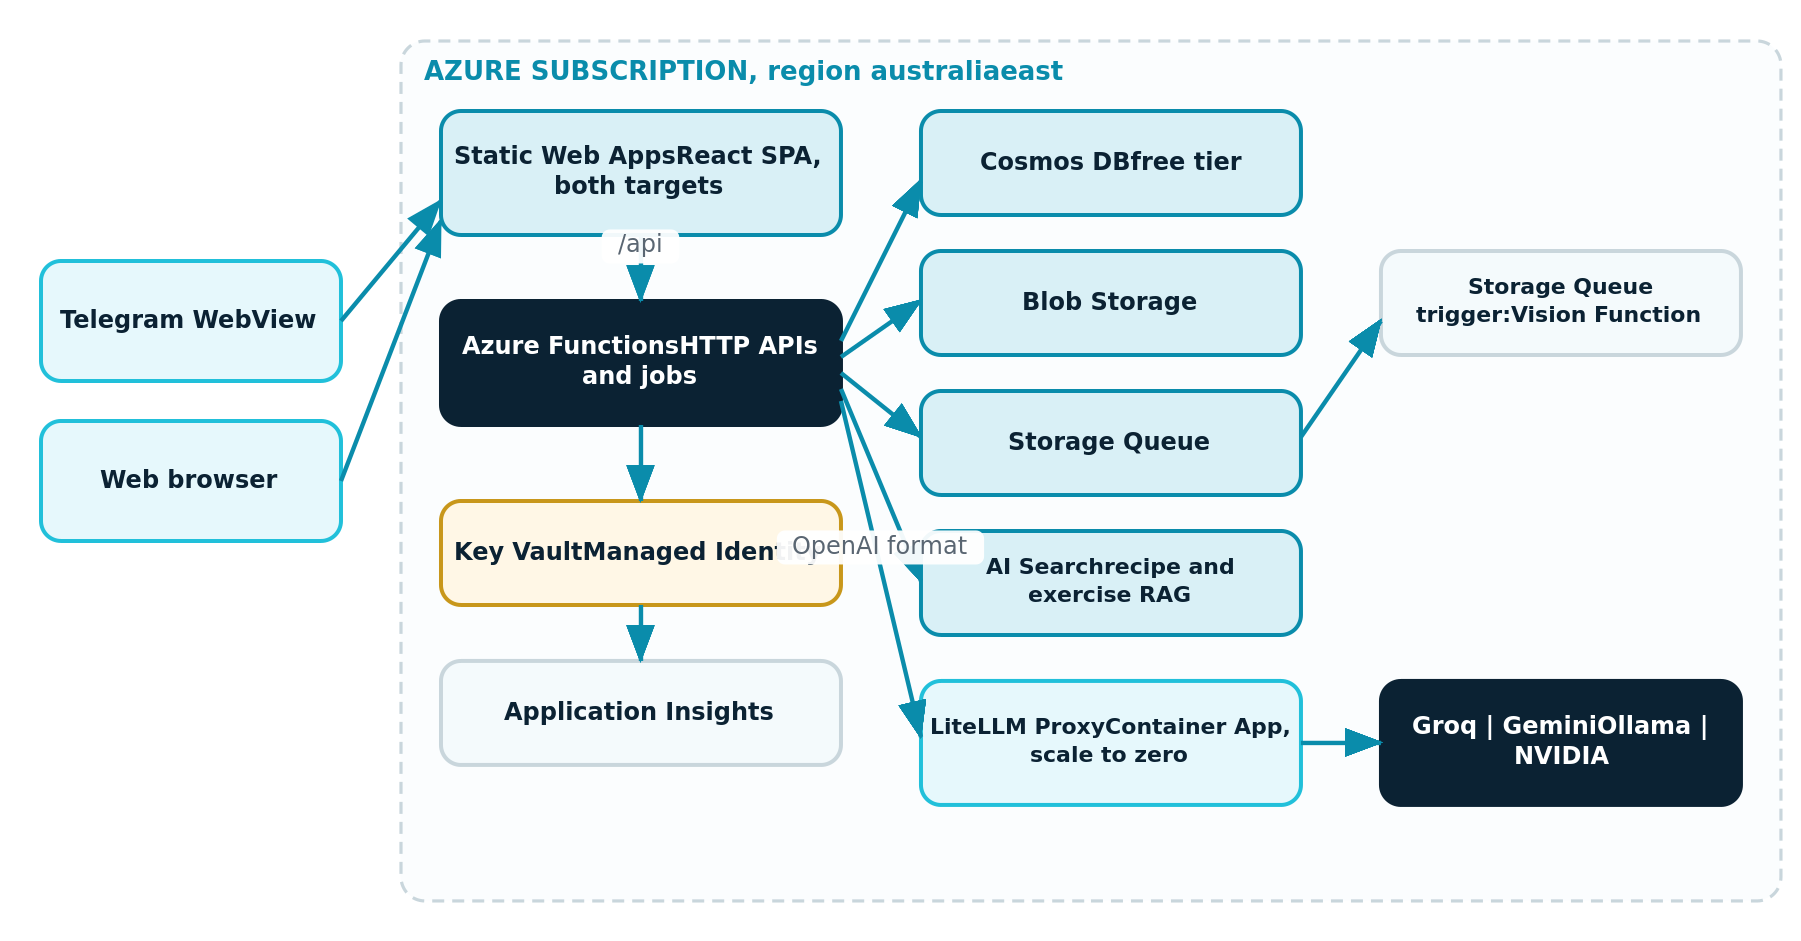 AZURE SUBSCRIPTION, region australiaeast
Static Web AppsReact SPA,
both targets
/api
Telegram WebView
Web browser
Azure FunctionsHTTP APIs
and jobs
Key VaultManaged Identity
OpenAI format
Application Insights
Cosmos DBfree tier
Blob Storage
Storage Queue
AI Searchrecipe and
exercise RAG
LiteLLM ProxyContainer App,
scale to zero
Storage Queue
trigger:Vision Function
Groq | GeminiOllama |
NVIDIA